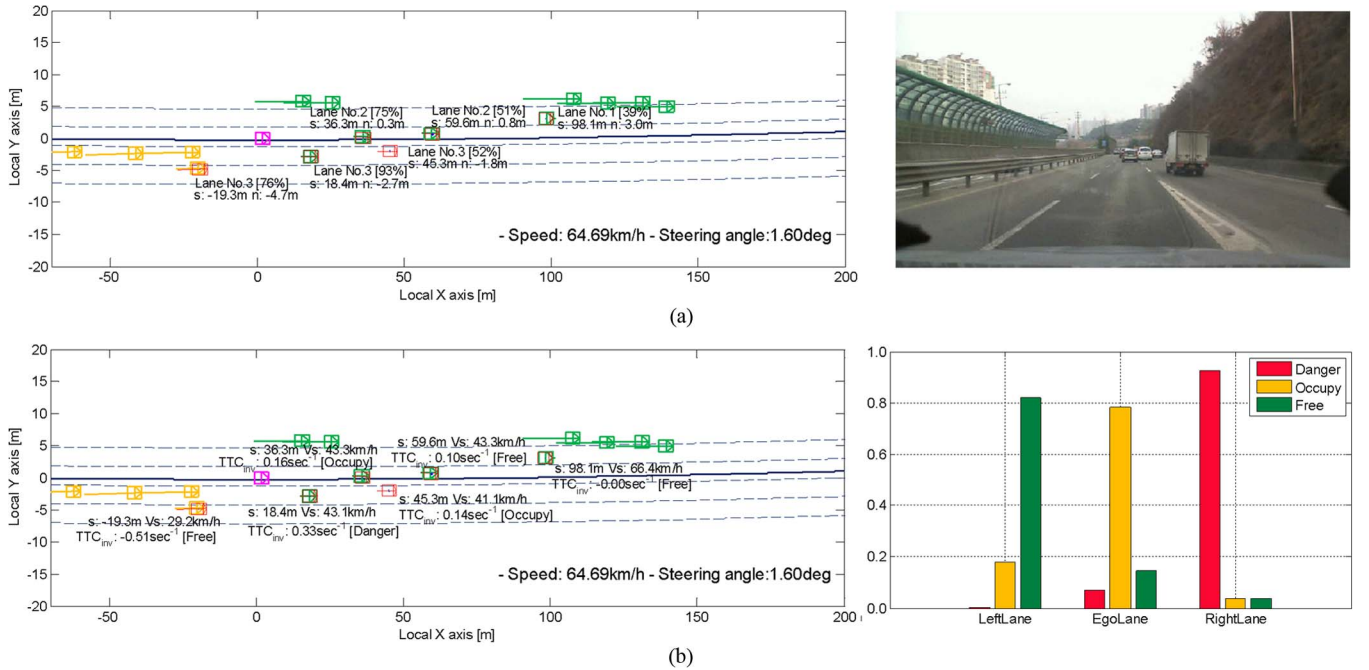 20
15
10
5
0
-5
-10
-15
-20
Local Y axis [m]
Lane No.2 [75%]
s: 36.3m n: 0.3m
Lane No.2 [51%]
s: 59.6m n: 0.8m
Lane No.1 [39%]
s: 98.1m n: 3.0m
Lane No.3 [52%]
s: 45.3m n: -1.8m
Lane No.3 [93%]
s: 18.4m n: -2.7m
Lane No.3 [76%]
s: -19.3m n: -4.7m
- Speed: 64.69km/h - Steering angle:1.60deg
-50 0 50 100 150 200
Local X axis [m]
(a)
20
15
10
5
0
-5
-10
-15
-20
Local Y axis [m]
s: 36.3m Vs: 43.3km/h
TTCinv: 0.16sec-1 [Occupy]
s: 59.6m Vs: 43.3km/h
TTCinv: 0.10sec-1 [Free]
s: 98.1m Vs: 66.4km/h
TTCinv: -0.00sec-1 [Free]
s: 45.3m Vs: 41.1km/h
TTCinv: 0.14sec-1 [Occupy]
s: 18.4m Vs: 43.1km/h
TTCinv: 0.33sec-1 [Danger]
s: -19.3m Vs: 29.2km/h
TTCinv: -0.51sec-1 [Free]
- Speed: 64.69km/h - Steering angle:1.60deg
-50 0 50 100 150 200
Local X axis [m]
1.0
0.8
0.6
0.4
0.2
0.0
Danger
Occupy
Free
LeftLane EgoLane RightLane
(b)